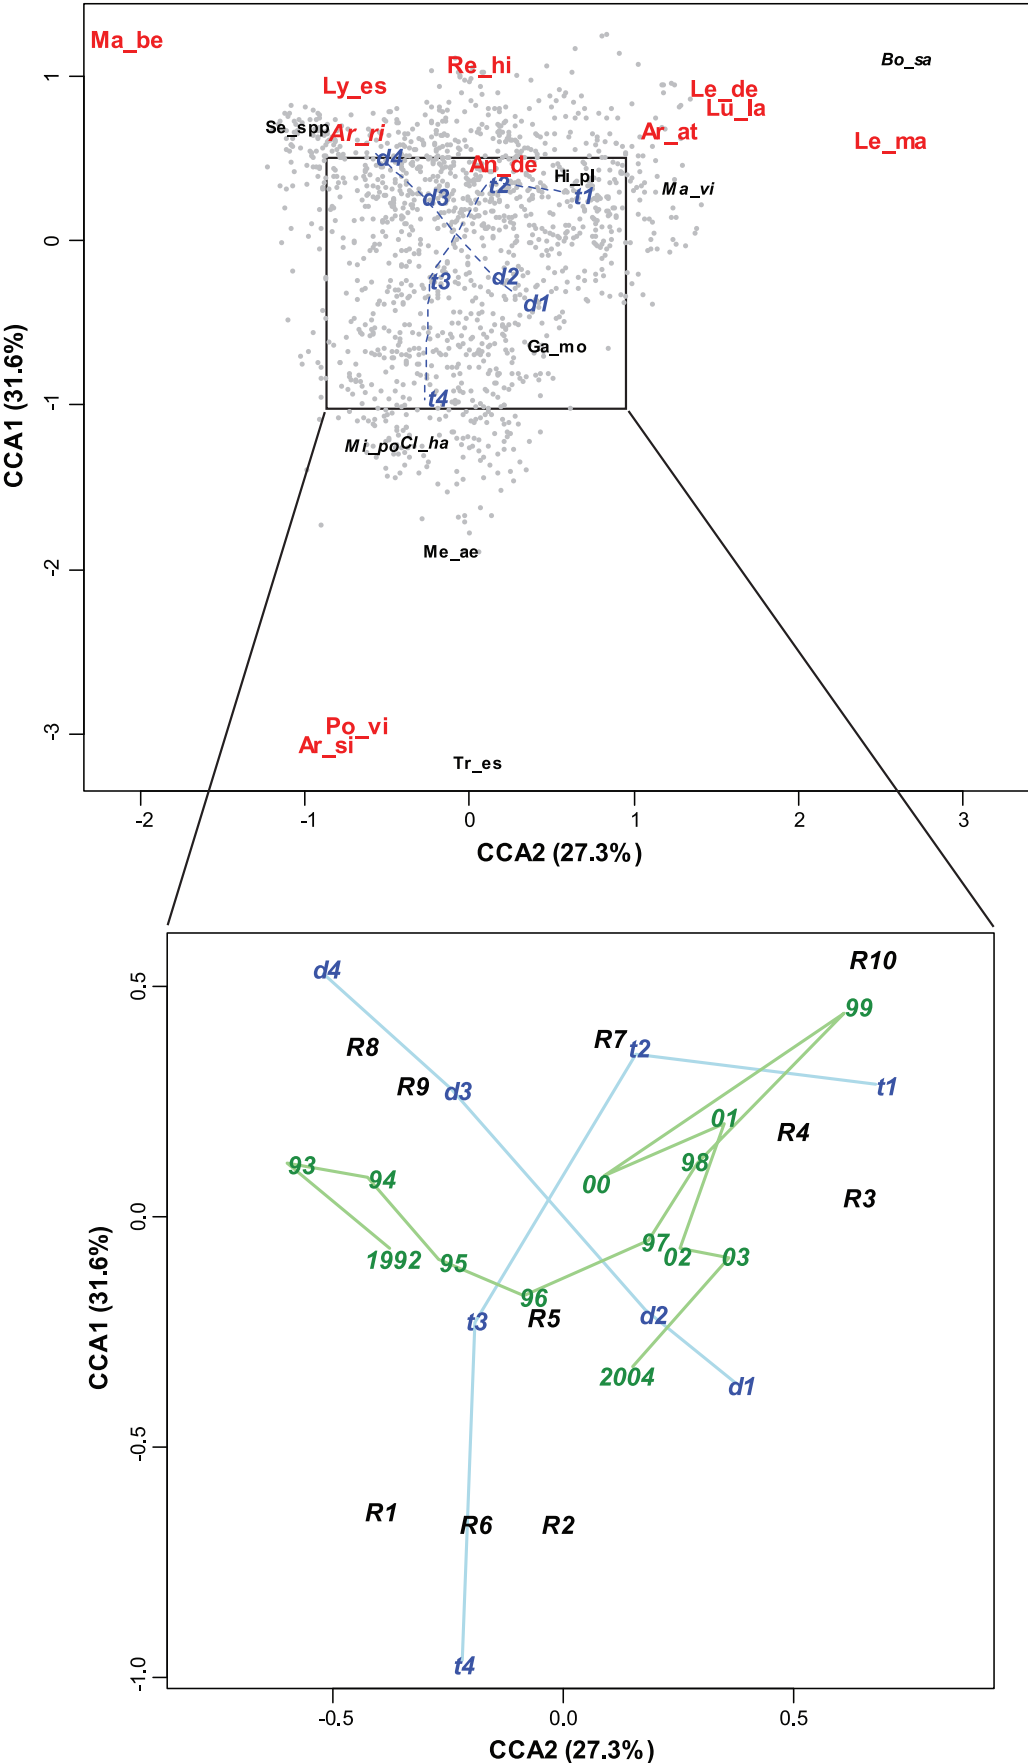 Ma_be
Re_hi
Bo_sa
Ly_es
Le_de
Lu_la
Se_spp
Ar_ri
Ar_at
Le_ma
d4
An_de
Hi_pl
Ma_vi
d3
t2
t1
t3
d2
d1
Ga_mo
t4
Mi_po
Cl_ha
Me_ae
Po_vi
Ar_si
Tr_es
1
0
-1
-2
-3
CCA1 (31.6%)
-2
-1
0
1
2
3
CCA2 (27.3%)
d4
R10
99
R8
R7
t2
R9
d3
t1
01
R4
93
94
98
00
R3
1992
95
97
02
03
96
R5
t3
d2
2004
d1
R1
R6
R2
t4
0.5
0.0
-0.5
-1.0
CCA1 (31.6%)
-0.5
0.0
0.5
CCA2 (27.3%)